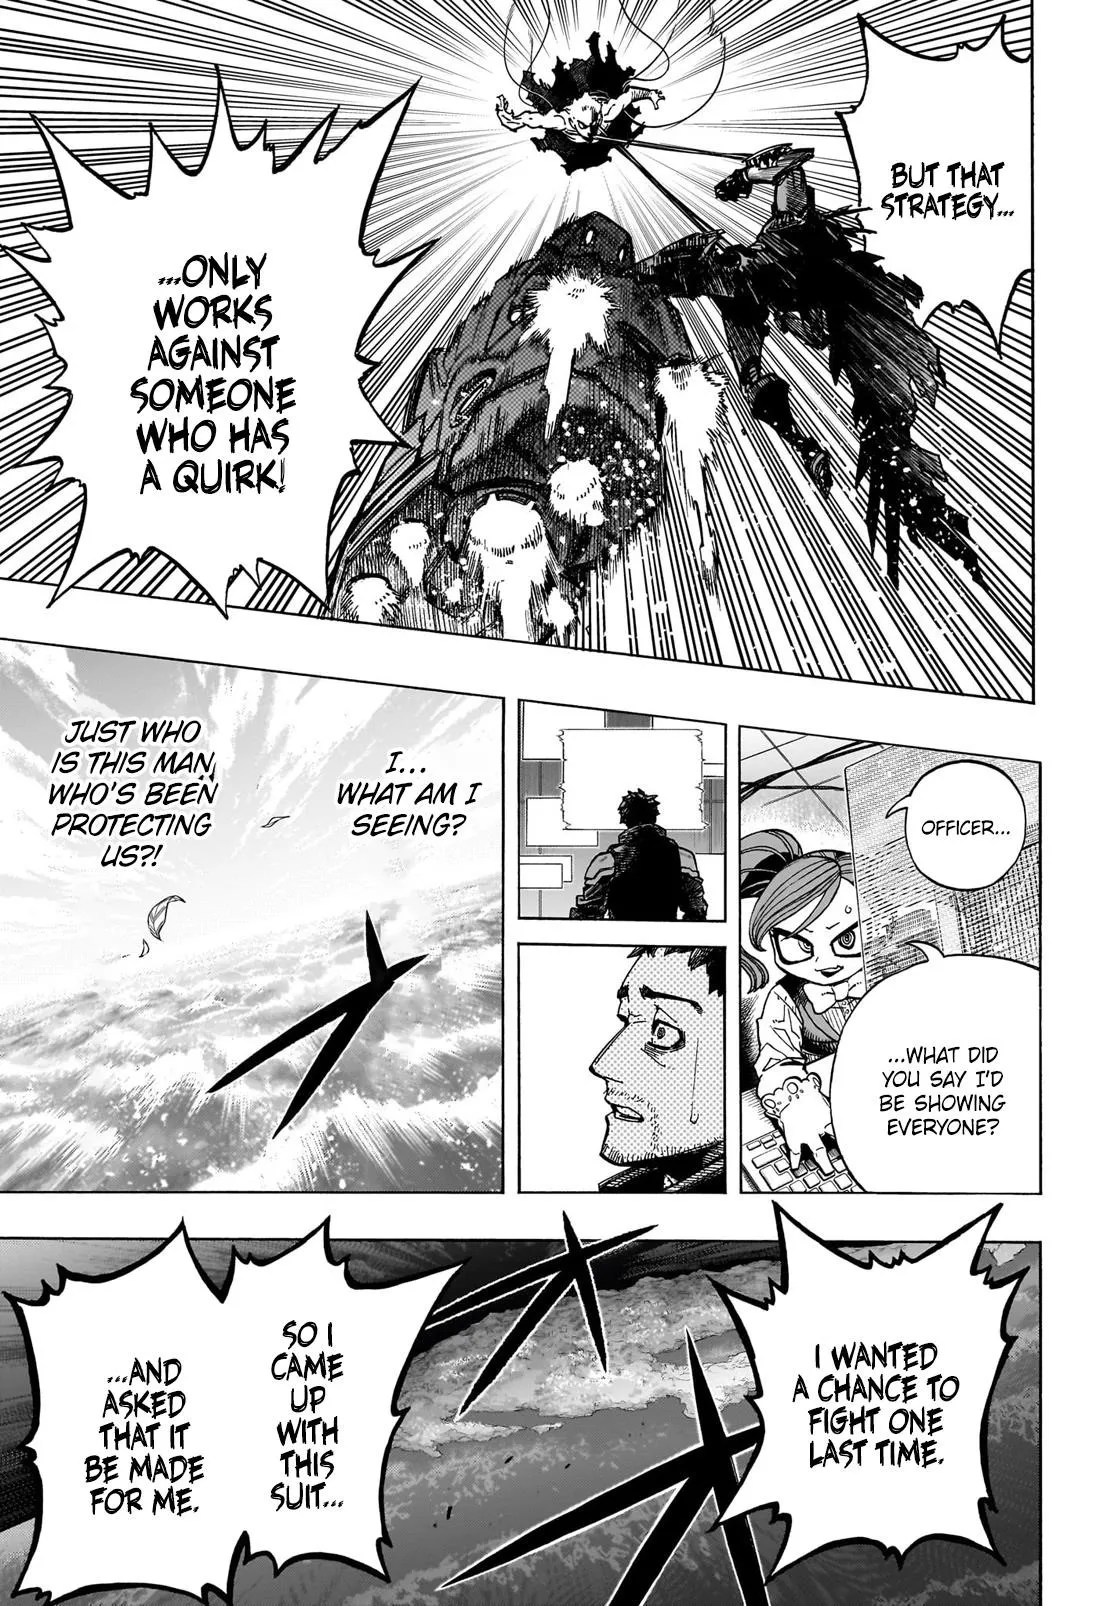 BUT THAT
STRATEGY...
...ONLY
WORKS
AGAINST
SOMEONE
WHO HAS
A QUIRK!
OFFICER...
...WHAT DID
YOU SAY I'D
BE SHOWING
EVERYONE?
I...
WHAT AM I
SEEING?
JUST WHO
IS THIS MAN
WHO'S BEEN
PROTECTING
US?!
I WANTED
A CHANCE TO
FIGHT ONE
LAST TIME.
SO I
CAME
UP
WITH
THIS
SUIT...
...AND
ASKED
THAT IT
BE MADE
FOR ME.